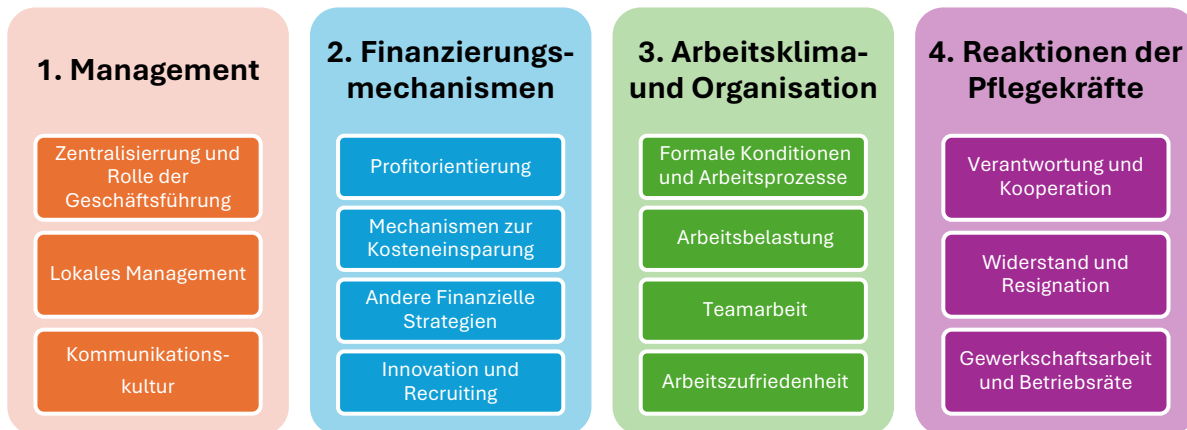 1. Management
Zentralisierrung und
Rolle der
Geschäftsführung
Lokales Management
Kommunikations-
kultur
2. Finanzierungs-
mechanismen
Profitorientierung
Mechanismen zur
Kosteneinsparung
Andere Finanzielle
Strategien
Innovation und
Recruiting
3. Arbeitsklima-
und Organisation
Formale Konditionen
und Arbeitsprozesse
Arbeitsbelastung
Teamarbeit
Arbeitszufriedenheit
4. Reaktionen der
Pflegekräfte
Verantwortung und
Kooperation
Widerstand und
Resignation
Gewerkschaftsarbeit
und Betriebsräte